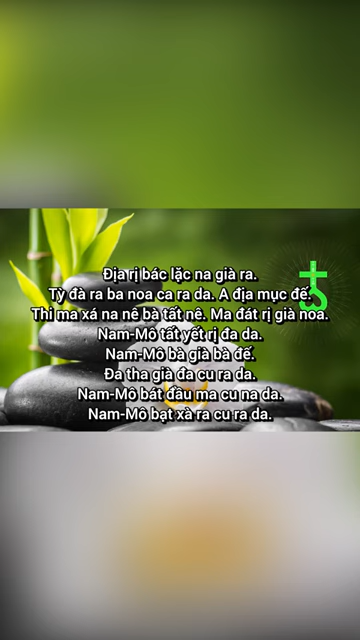 Địa rị bác lặc na già ra.
Tỳ đà ra ba noa ca ra da. A địa mục đế.
Thi ma xá na nê bà tất nê. Ma đát rị già noa.
Nam-Mô tất yết rị đa da.
Nam-Mô bà già bà đế.
Đa tha già đa cu ra da.
Nam-Mô bát đầu ma cu na da.
Nam-Mô bạt xà ra cu ra da.